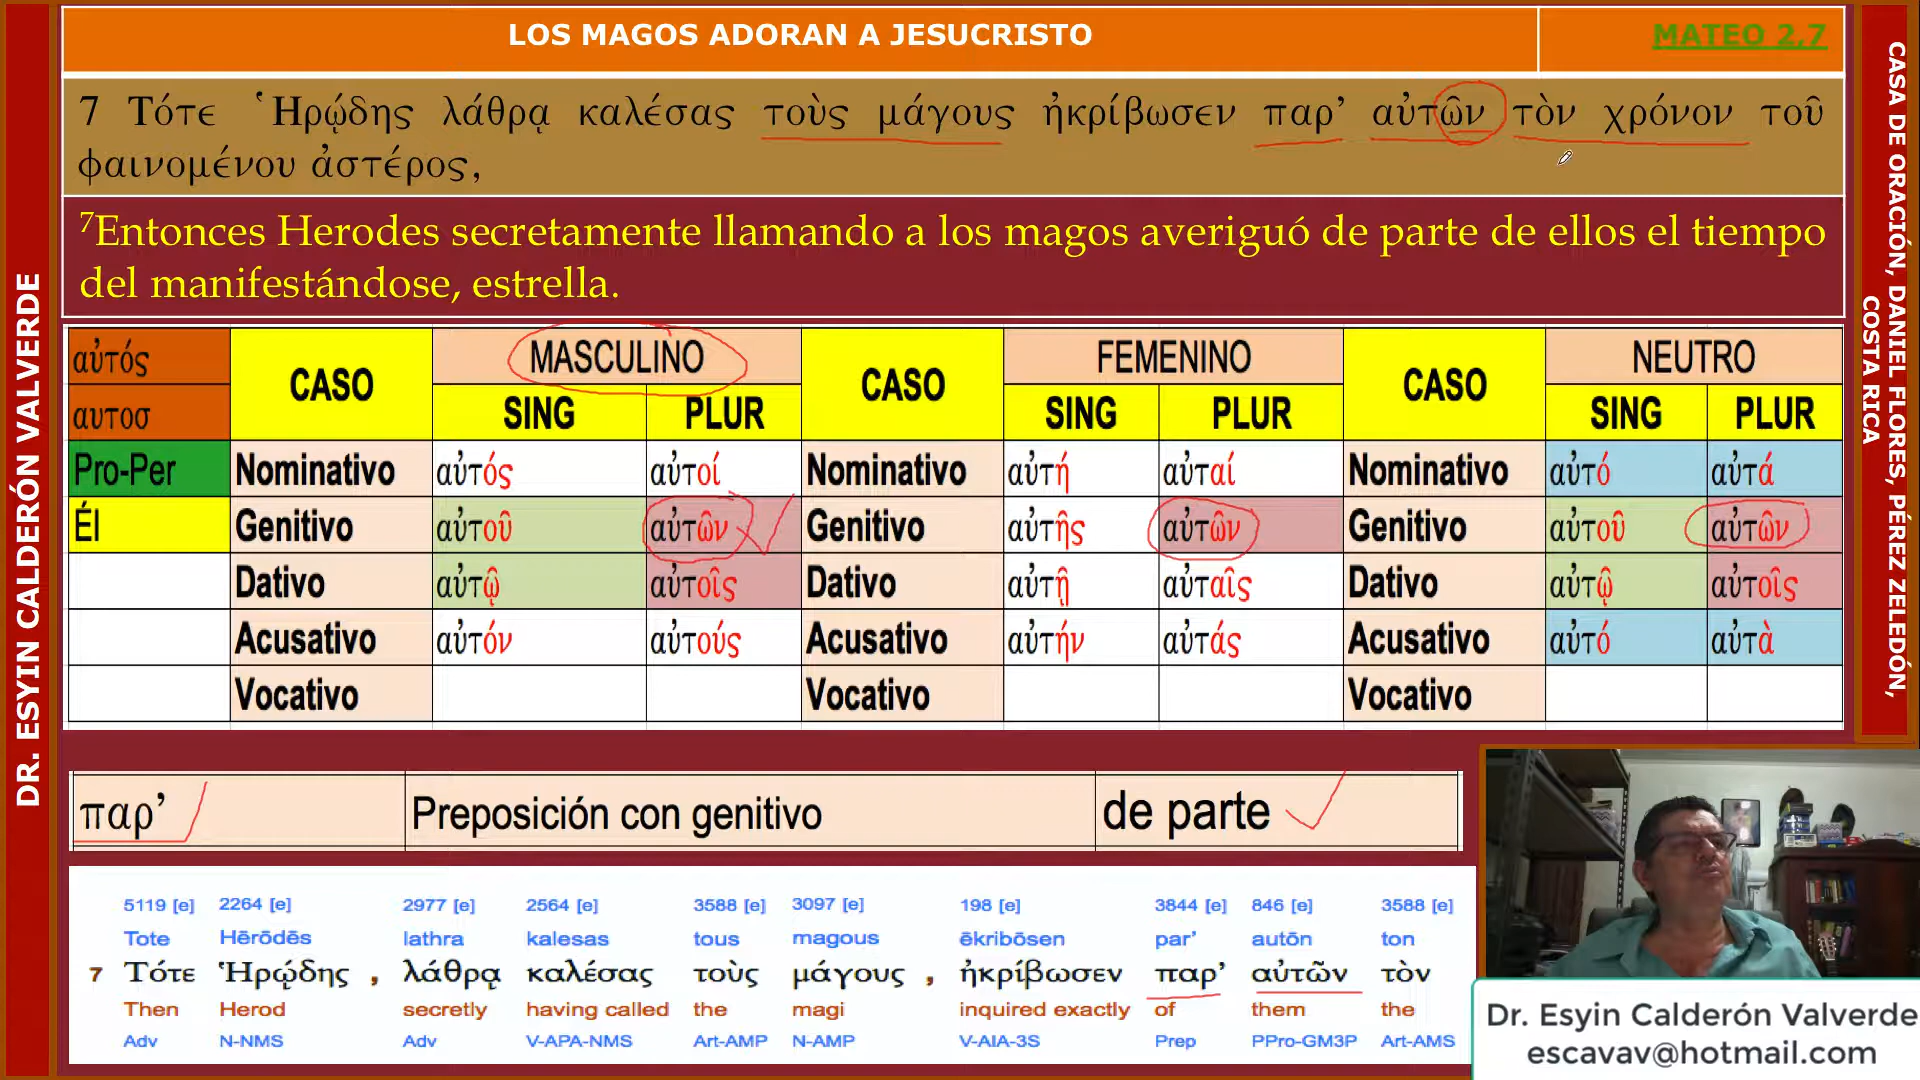 LOS MAGOS ADORAN A JESUCRISTO
MATEO 2,7
7 Τότε Ἡρῴδης λάθρᾳ καλέσας τοὺς μάγους ἠκρίβωσεν παρ’ αὐτῶν τὸν χρόνον τοῦ
φαινομένου ἀστέρος,
7Entonces Herodes secretamente llamando a los magos averiguó de parte de ellos el tiempo
del manifestándose, estrella.
αὐτός CASO MASCULINO CASO FEMENINO CASO NEUTRO
αυτοσ SING PLUR SING PLUR SING PLUR
Pro-Per Nominativo αὐτός αὐτοί Nominativo αὐτή αὐταί Nominativo αὐτό αὐτά
Él Genitivo αὐτοῦ αὐτῶν Genitivo αὐτῆς αὐτῶν Genitivo αὐτοῦ αὐτῶν
Dativo αὐτῷ αὐτοῖς Dativo αὐτῇ αὐταῖς Dativo αὐτῷ αὐτοῖς
Acusativo αὐτόν αὐτούς Acusativo αὐτήν αὐτάς Acusativo αὐτό αὐτὰ
Vocativo Vocativo Vocativo
παρ’ Preposición con genitivo de parte
5119 [e] 2264 [e] 2977 [e] 2564 [e] 3588 [e] 3097 [e] 198 [e] 3844 [e] 846 [e] 3588 [e]
Tote Hērōdēs lathra kalesas tous magous ēkribōsen par’ autōn ton
7 Τότε Ἡρῴδης , λάθρᾳ καλέσας τοὺς μάγους , ἠκρίβωσεν παρ’ αὐτῶν τὸν
Then Herod secretly having called the magi inquired exactly of them the
Adv N-NMS Adv V-APA-NMS Art-AMP N-AMP V-AIA-3S Prep PPro-GM3P Art-AMS
DR. ESYIN CALDERÓN VALVERDE
CASA DE ORACIÓN, DANIEL FLORES, PÉREZ ZELEDÓN,
COSTA RICA
Dr. Esyin Calderón Valverde
escavav@hotmail.com